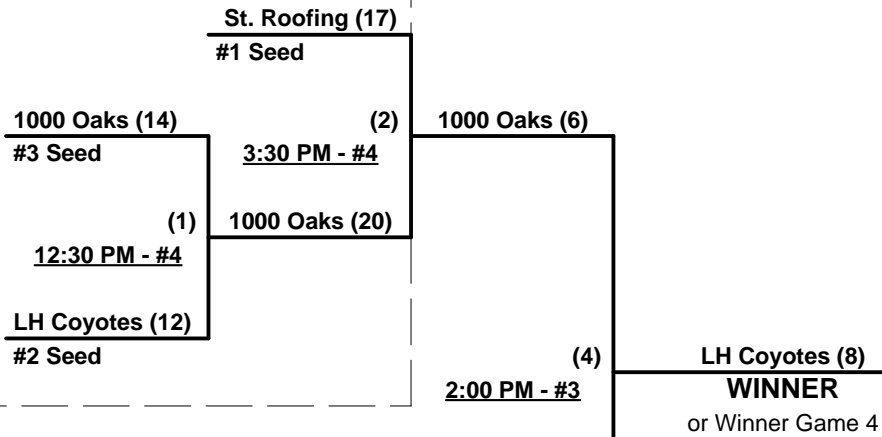 St. Roofing (17)
#1 Seed
1000 Oaks (14)
(2)
1000 Oaks (6)
#3 Seed
3:30 PM - #4
(1)
1000 Oaks (20)
12:30 PM - #4
LH Coyotes (12)
#2 Seed
(4)
LH Coyotes (8)
2:00 PM - #3
WINNER
or Winner Game 4